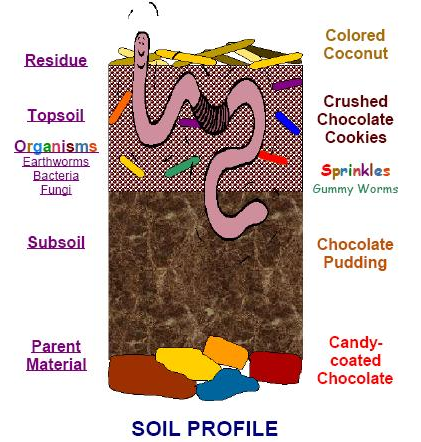 Residue
Colored
Coconut
Topsoil
Crushed
Chocolate
Cookies
Organisms
Earthworms
Bacteria
Fungi
Sprinkles
Gummy Worms
Subsoil
Chocolate
Pudding
Parent
Material
Candy-
coated
Chocolate
SOIL PROFILE